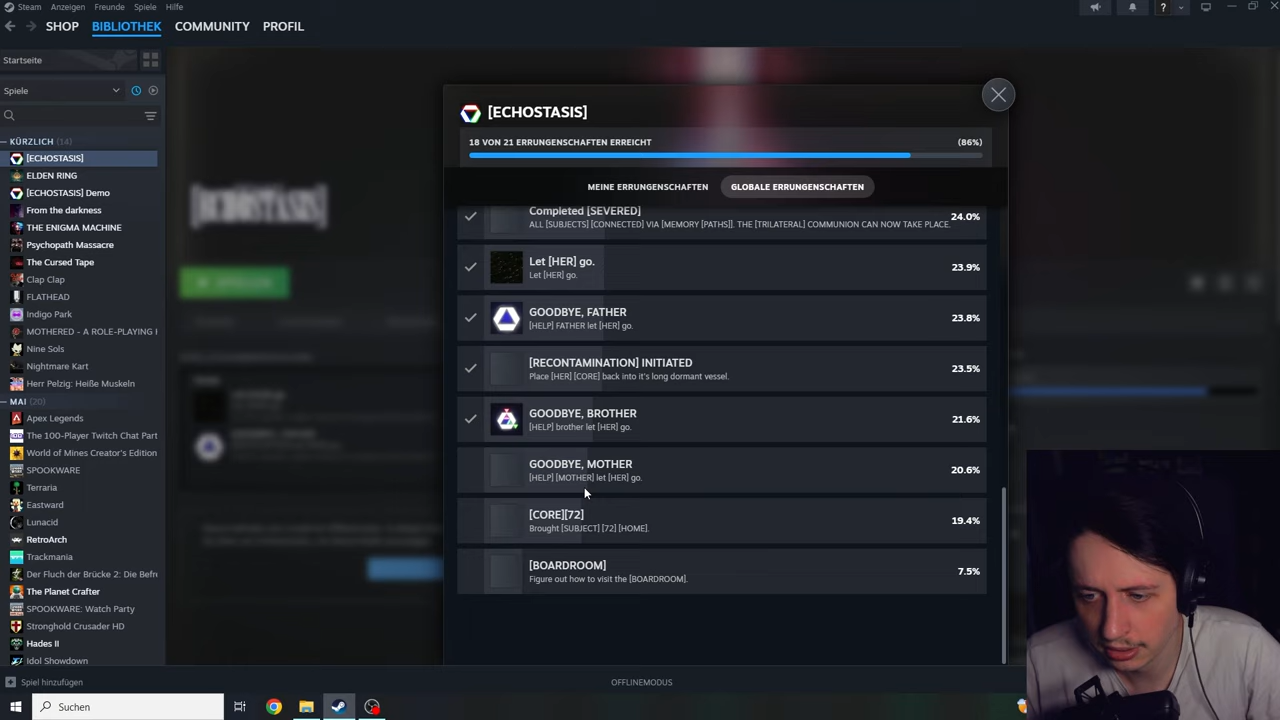 Steam Anzeigen Freunde Spiele Hilfe
SHOP BIBLIOTHEK COMMUNITY PROFIL
Startseite
Spiele
KÜRZLICH (14)
[ECHOSTASIS]
ELDEN RING
[ECHOSTASIS] Demo
From the darkness
THE ENIGMA MACHINE
Psychopath Massacre
The Cursed Tape
Clap Clap
FLATHEAD
Indigo Park
MOTHERED - A ROLE-PLAYING
Nine Sols
Nightmare Kart
Herr Pelzig: Heiße Muskeln
MAI (20)
Apex Legends
The 100-Player Twitch Chat Part
World of Mines Creator's Edition
SPOOKWARE
Terraria
Eastward
Lunacid
RetroArch
Trackmania
Der Fluch der Brücke 2: Die Befr
The Planet Crafter
SPOOKWARE: Watch Party
Stronghold Crusader HD
Hades II
Idol Showdown
Spiel hinzufügen
[ECHOSTASIS]
[ECHOSTASIS]
18 VON 21 ERRUNGENSCHAFTEN ERREICHT (86%)
MEINE ERRUNGENSCHAFTEN GLOBALE ERRUNGENSCHAFTEN
Completed [SEVERED] 24.0%
ALL [SUBJECTS] [CONNECTED] VIA [MEMORY [PATHS]]. THE [TRILATERAL] COMMUNION CAN NOW TAKE PLACE.
Let [HER] go. 23.9%
Let [HER] go.
GOODBYE, FATHER 23.8%
[HELP] FATHER let [HER] go.
[RECONTAMINATION] INITIATED 23.5%
Place [HER] [CORE] back into it's long dormant vessel.
GOODBYE, BROTHER 21.6%
[HELP] brother let [HER] go.
GOODBYE, MOTHER 20.6%
[HELP] [MOTHER] let [HER] go.
[CORE][72] 19.4%
Brought [SUBJECT] [72] [HOME].
[BOARDROOM] 7.5%
Figure out how to visit the [BOARDROOM].
OFFLINEMODUS
Suchen